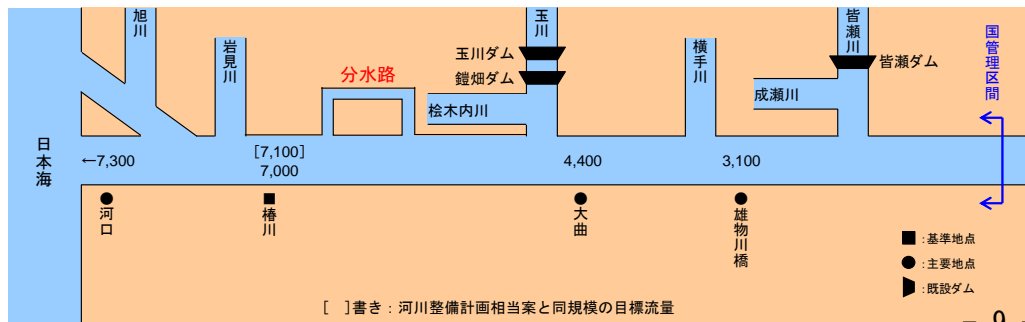 旭川
岩見川
分水路
玉川
玉川ダム
鎧畑ダム
桧木内川
横手川
皆瀬川
皆瀬ダム
成瀬川
国管理区間
日本海
←7,300
[7,100]
7,000
4,400
3,100
河口
椿川
大曲
雄物川橋
■:基準地点
●:主要地点
:既設ダム
[ ]書き：河川整備計画相当案と同規模の目標流量